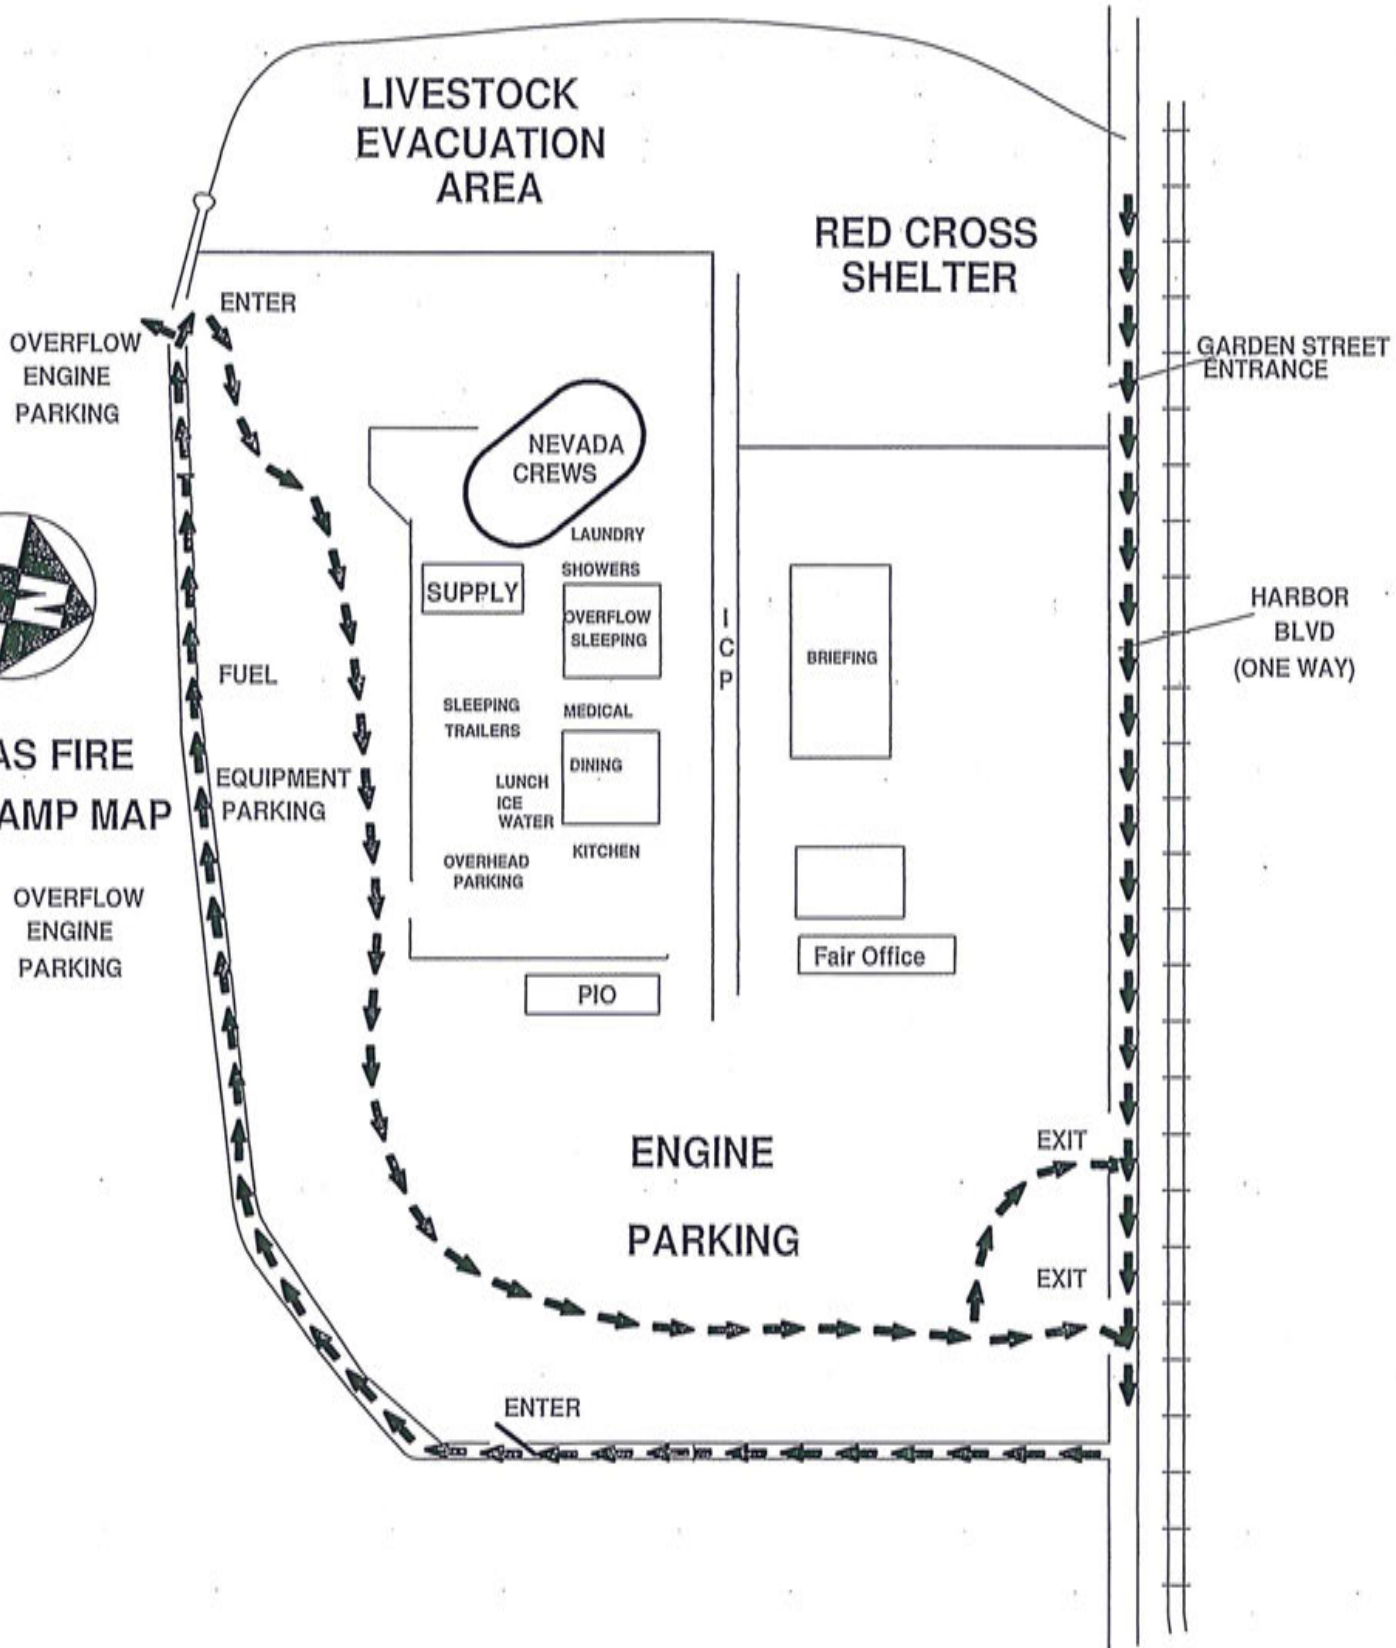 LIVESTOCK
EVACUATION
AREA
RED CROSS
SHELTER
ENTER
OVERFLOW
ENGINE
PARKING
GARDEN STREET
ENTRANCE
NEVADA
CREWS
LAUNDRY
SHOWERS
SUPPLY
OVERFLOW
SLEEPING
N
I
C
P
BRIEFING
HARBOR
BLVD
(ONE WAY)
FUEL
SLEEPING
TRAILERS
MEDICAL
AS FIRE
AMP MAP
EQUIPMENT
PARKING
DINING
LUNCH
ICE
WATER
KITCHEN
OVERHEAD
PARKING
OVERFLOW
ENGINE
PARKING
Fair Office
PIO
ENGINE
PARKING
EXIT
EXIT
ENTER